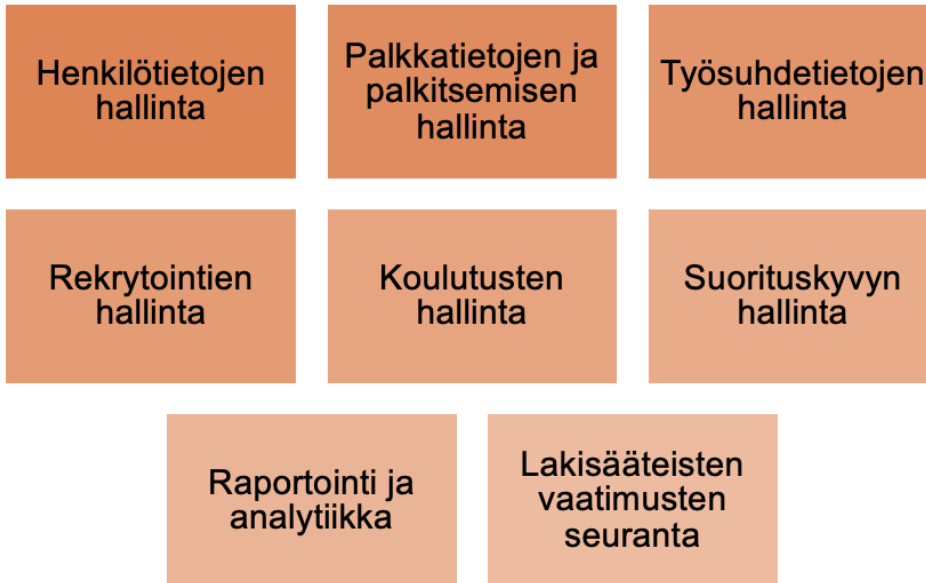 Henkilötietojen
hallinta
Palkkatietojen ja
palkitsemisen
hallinta
Työsuhdetietojen
hallinta
Rekrytointien
hallinta
Koulutusten
hallinta
Suorituskyvyn
hallinta
Raportointi ja
analytiikka
Lakisääteisten
vaatimusten
seuranta